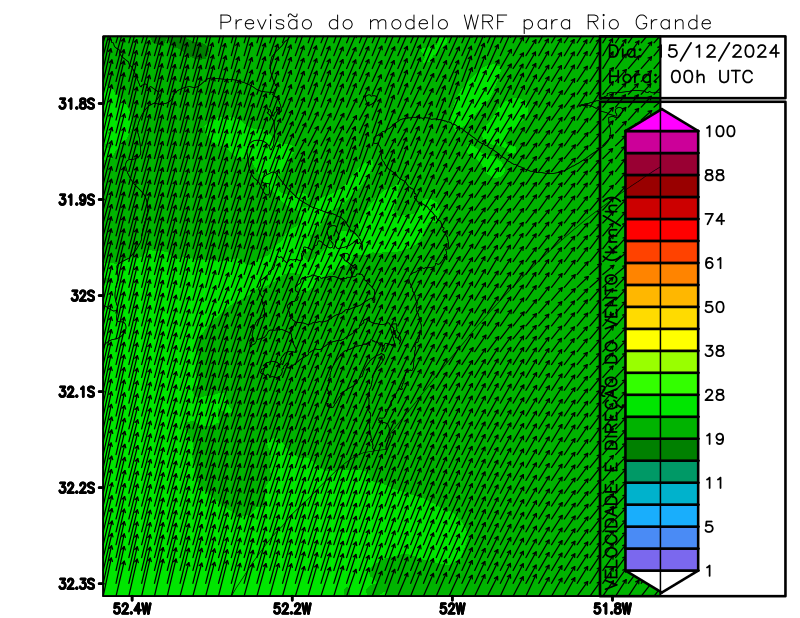 Previsão do modelo WRF para Rio Grande
Dia: 15/12/2024
Hora: 00h UTC
31.8S
31.9S
32S
32.1S
32.2S
32.3S
52.4W
52.2W
52W
51.8W
VELOCIDADE E DIREÇÃO DO VENTO (km/h)
100
88
74
61
50
38
28
19
11
5
1